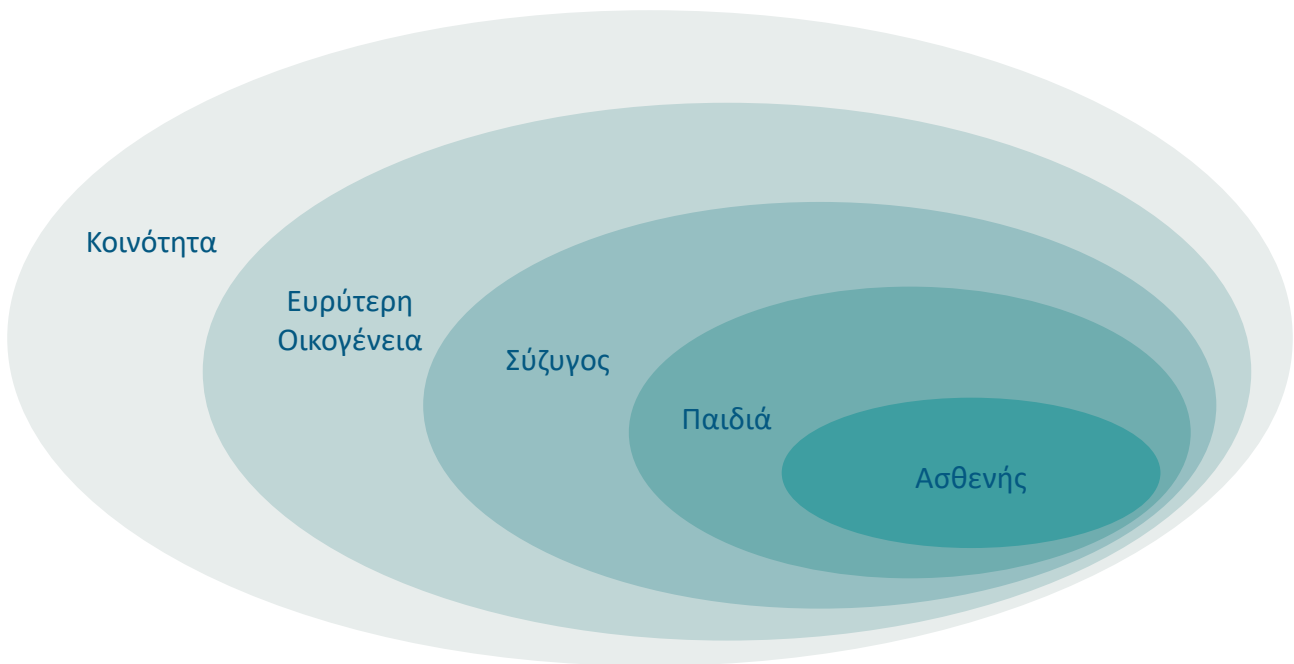 Κοινότητα
Ευρύτερη
Οικογένεια
Σύζυγος
Παιδιά
Ασθενής